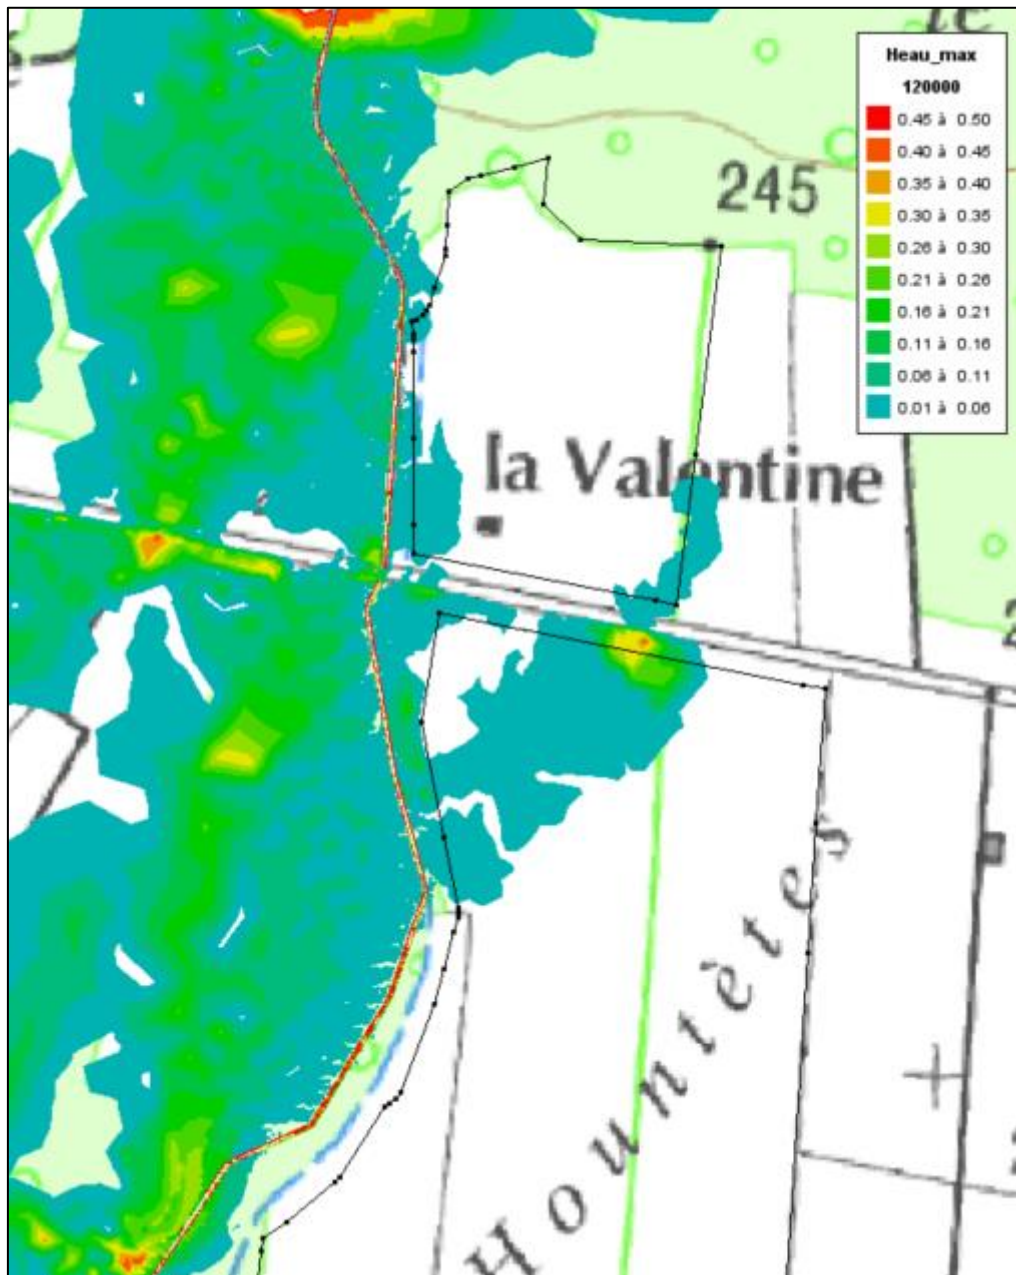 Heau_max
120000
0.45 à 0.50
0.40 à 0.45
0.35 à 0.40
0.30 à 0.35
0.26 à 0.30
0.21 à 0.26
0.16 à 0.21
0.11 à 0.16
0.06 à 0.11
0.01 à 0.06
245
la Valentine
Hountètes